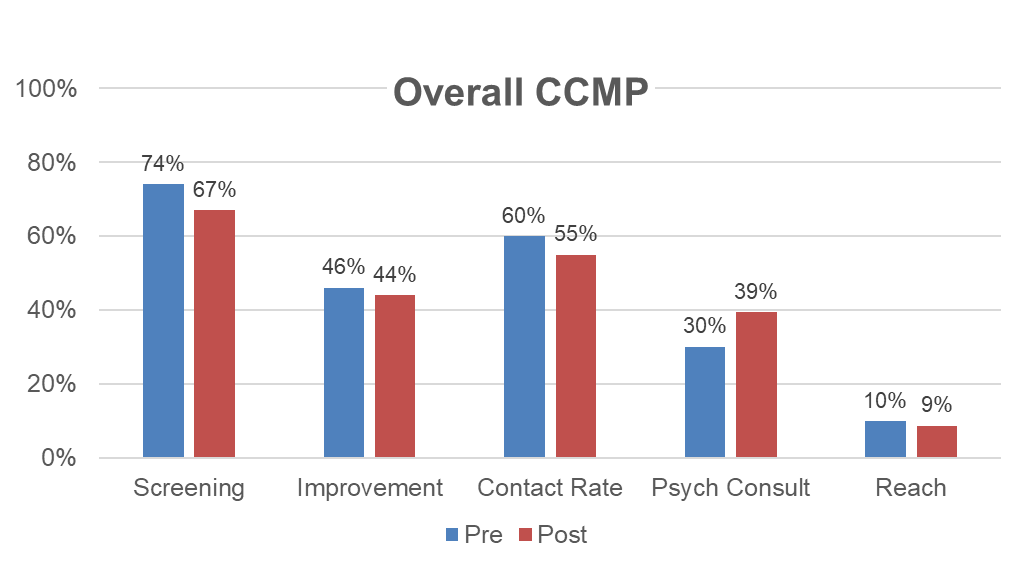 Overall CCMP
100%
80%
60%
40%
20%
0%
74%
67%
46%
44%
60%
55%
30%
39%
10%
9%
Screening
Improvement
Contact Rate
Psych Consult
Reach
Pre
Post